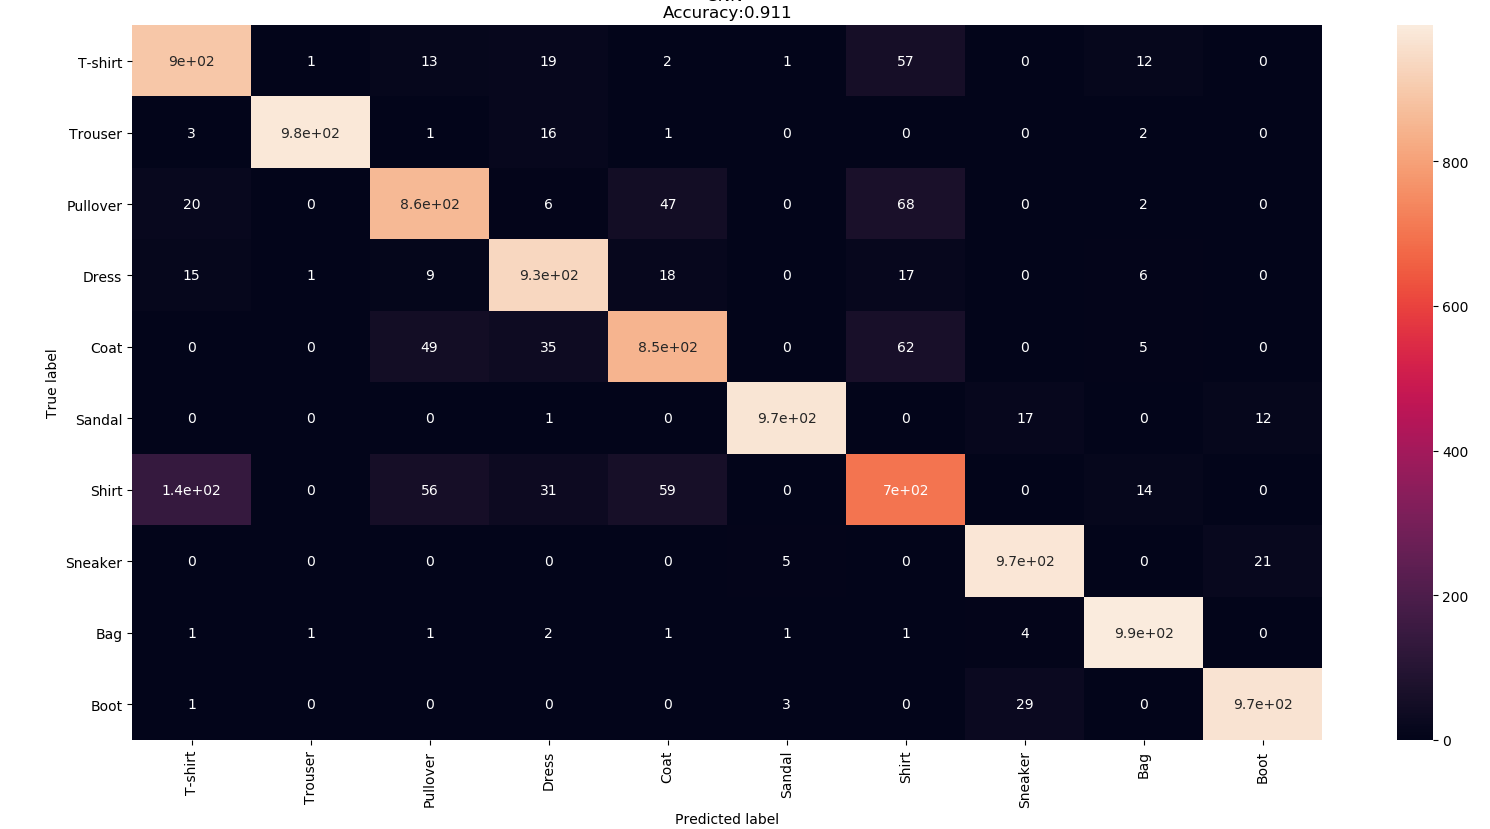 Accuracy:0.911
T-shirt 9e+02 1 13 19 2 1 57 0 12 0
Trouser 3 9.8e+02 1 16 1 0 0 0 2 0
Pullover 20 0 8.6e+02 6 47 0 68 0 2 0
Dress 15 1 9 9.3e+02 18 0 17 0 6 0
Coat 0 0 49 35 8.5e+02 0 62 0 5 0
Sandal 0 0 0 1 0 9.7e+02 0 17 0 12
Shirt 1.4e+02 0 56 31 59 0 7e+02 0 14 0
Sneaker 0 0 0 0 0 5 0 9.7e+02 0 21
Bag 1 1 1 2 1 1 1 4 9.9e+02 0
Boot 1 0 0 0 0 3 0 29 0 9.7e+02
True label
T-shirt Trouser Pullover Dress Coat Sandal Shirt Sneaker Bag Boot
Predicted label
800
600
400
200
0